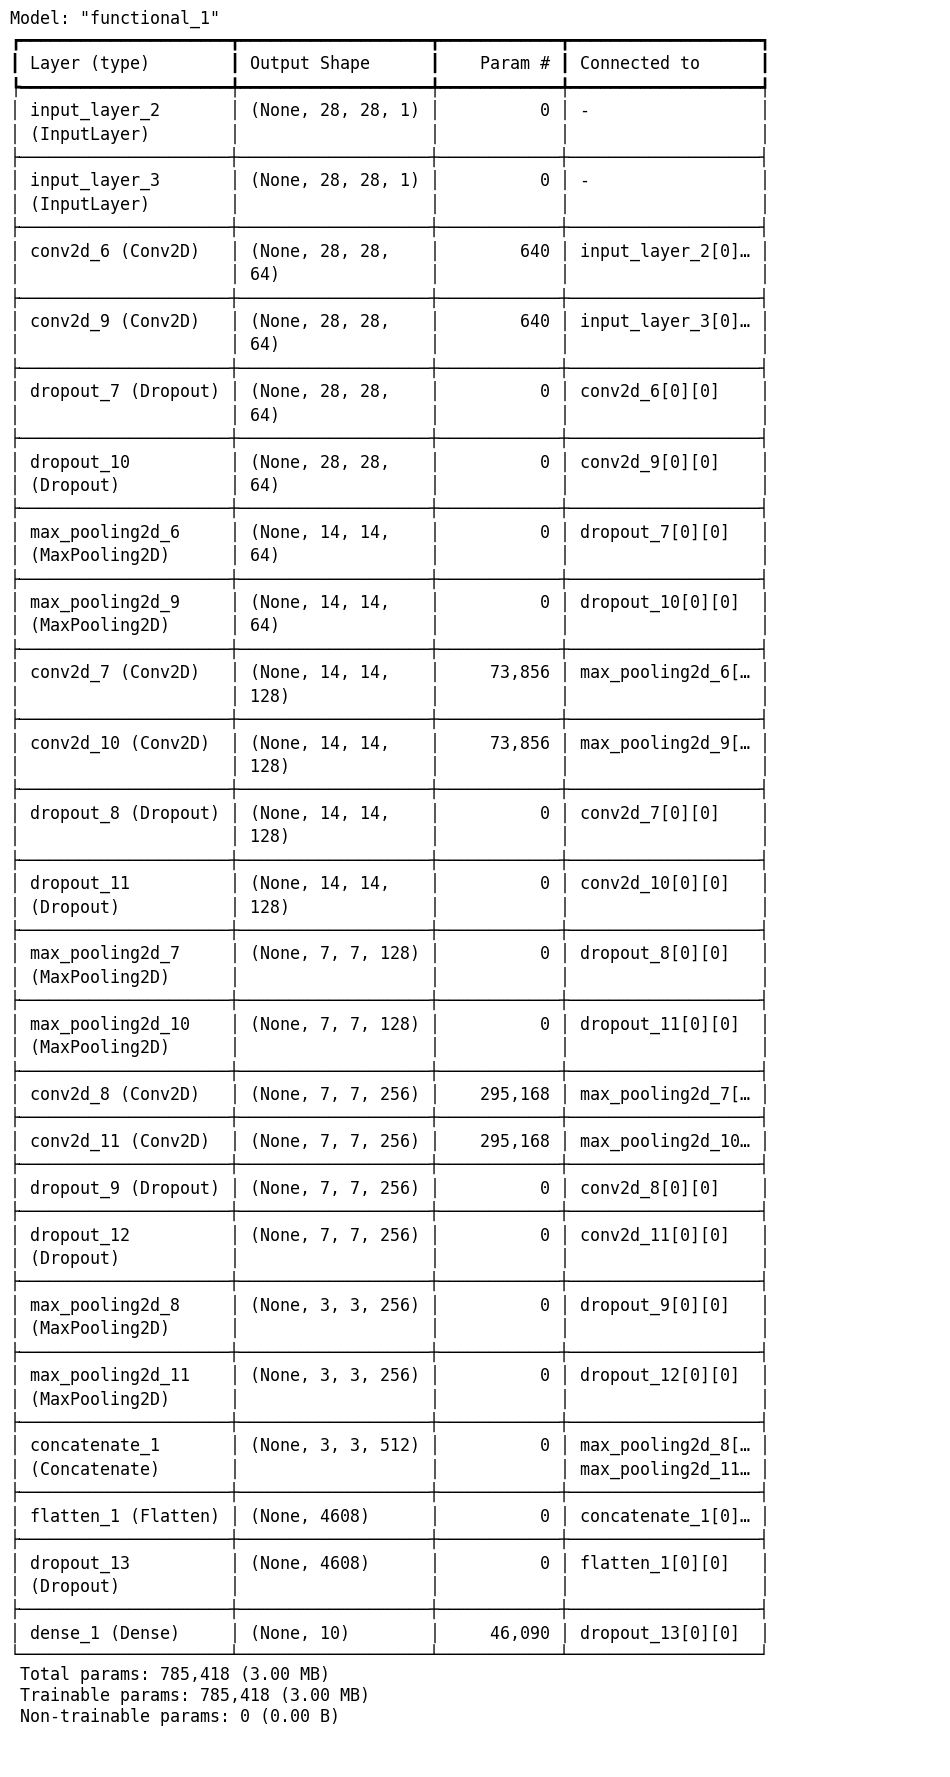 Model: "functional_1"
Layer (type) Output Shape Param # Connected to
input_layer_2 (None, 28, 28, 1) 0 -
(InputLayer)
input_layer_3 (None, 28, 28, 1) 0 -
(InputLayer)
conv2d_6 (Conv2D) (None, 28, 28, 640 input_layer_2[0]…
64)
conv2d_9 (Conv2D) (None, 28, 28, 640 input_layer_3[0]…
64)
dropout_7 (Dropout) (None, 28, 28, 0 conv2d_6[0][0]
64)
dropout_10 (None, 28, 28, 0 conv2d_9[0][0]
(Dropout) 64)
max_pooling2d_6 (None, 14, 14, 0 dropout_7[0][0]
(MaxPooling2D) 64)
max_pooling2d_9 (None, 14, 14, 0 dropout_10[0][0]
(MaxPooling2D) 64)
conv2d_7 (Conv2D) (None, 14, 14, 73,856 max_pooling2d_6[…
128)
conv2d_10 (Conv2D) (None, 14, 14, 73,856 max_pooling2d_9[…
128)
dropout_8 (Dropout) (None, 14, 14, 0 conv2d_7[0][0]
128)
dropout_11 (None, 14, 14, 0 conv2d_10[0][0]
(Dropout) 128)
max_pooling2d_7 (None, 7, 7, 128) 0 dropout_8[0][0]
(MaxPooling2D)
max_pooling2d_10 (None, 7, 7, 128) 0 dropout_11[0][0]
(MaxPooling2D)
conv2d_8 (Conv2D) (None, 7, 7, 256) 295,168 max_pooling2d_7[…
conv2d_11 (Conv2D) (None, 7, 7, 256) 295,168 max_pooling2d_10…
dropout_9 (Dropout) (None, 7, 7, 256) 0 conv2d_8[0][0]
dropout_12 (None, 7, 7, 256) 0 conv2d_11[0][0]
(Dropout)
max_pooling2d_8 (None, 3, 3, 256) 0 dropout_9[0][0]
(MaxPooling2D)
max_pooling2d_11 (None, 3, 3, 256) 0 dropout_12[0][0]
(MaxPooling2D)
concatenate_1 (None, 3, 3, 512) 0 max_pooling2d_8[…
(Concatenate) max_pooling2d_11…
flatten_1 (Flatten) (None, 4608) 0 concatenate_1[0]…
dropout_13 (None, 4608) 0 flatten_1[0][0]
(Dropout)
dense_1 (Dense) (None, 10) 46,090 dropout_13[0][0]
Total params: 785,418 (3.00 MB)
Trainable params: 785,418 (3.00 MB)
Non-trainable params: 0 (0.00 B)